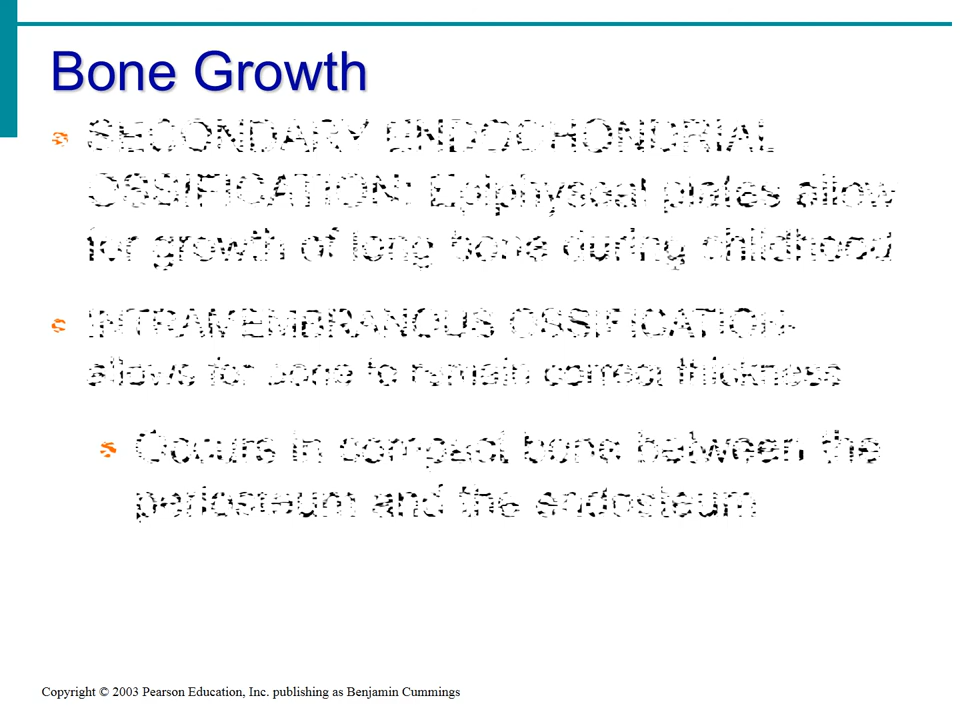 Bone Growth
SECONDARY ENDOCHONDRIAL
OSSIFICATION: Epiphyseal plates allow
for growth of long bone during childhood
INTRAMEMBRANOUS OSSIFICATION-
allows for bone to remain correct thickness
Occurs in compact bone between the
periosteum and the endosteum
Copyright © 2003 Pearson Education, Inc. publishing as Benjamin Cummings